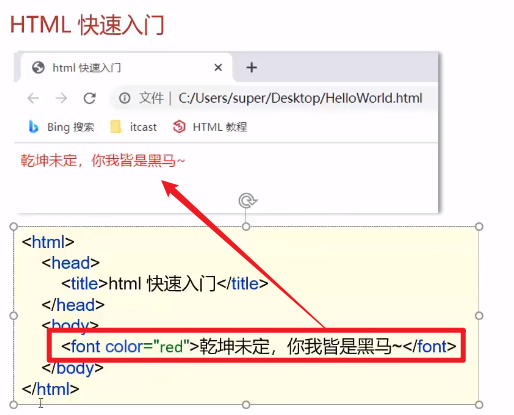 HTML 快速入门
html 快速入门
文件 | C:/Users/super/Desktop/HelloWorld.html
Bing 搜索 itcast HTML 教程
乾坤未定，你我皆是黑马~
<html>
<head>
<title>html 快速入门</title>
</head>
<body>
<font color="red">乾坤未定，你我皆是黑马~</font>
</body>
</html>